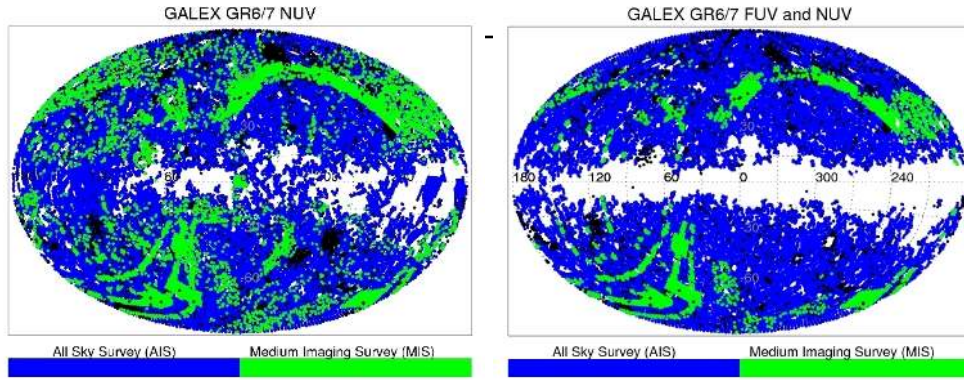 GALEX GR6/7 NUV
60
300
-60
All Sky Survey (AIS) Medium Imaging Survey (MIS)
GALEX GR6/7 FUV and NUV
30
180 120 60 0 300 240
-30
-60
All Sky Survey (AIS) Medium Imaging Survey (MIS)